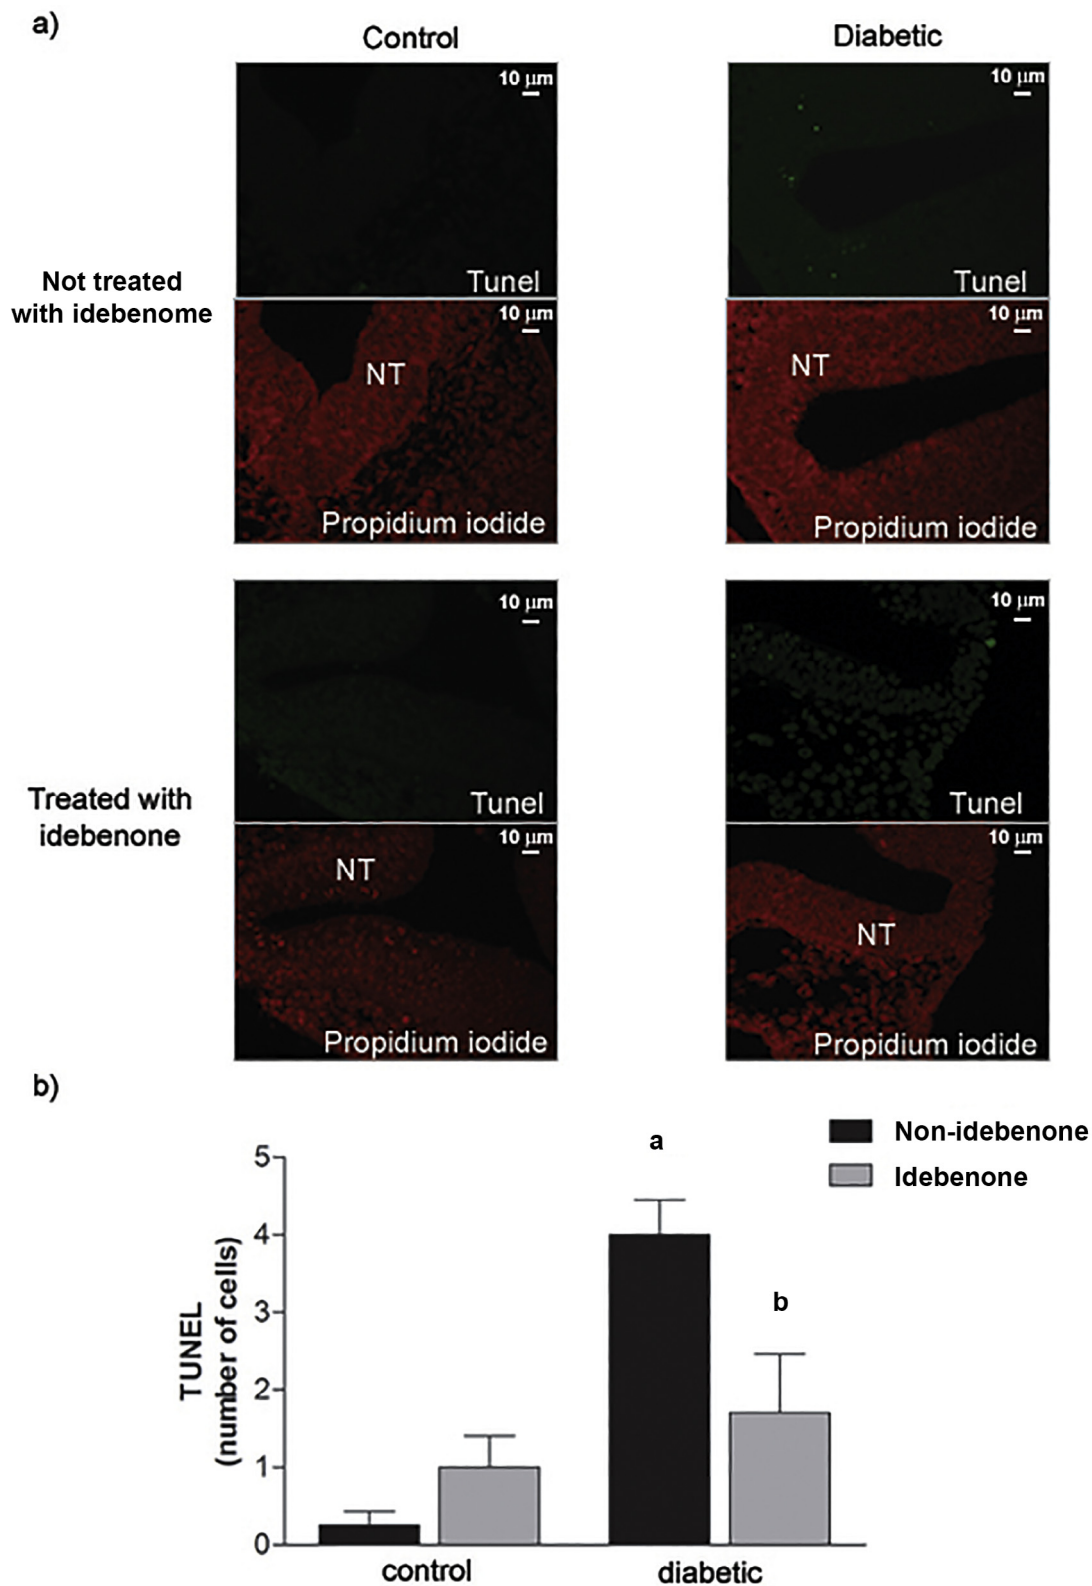 a)
Control
Diabetic
10 μm
10 μm
Not treated
with idebenome
Tunel
Tunel
10 μm
10 μm
NT
NT
Propidium iodide
Propidium iodide
10 μm
10 μm
Treated with
idebenone
Tunel
Tunel
10 μm
10 μm
NT
NT
Propidium iodide
Propidium iodide
b)
Non-idebenone
Idebenone
a
b
TUNEL
(number of cells)
5
4
3
2
1
0
control
diabetic